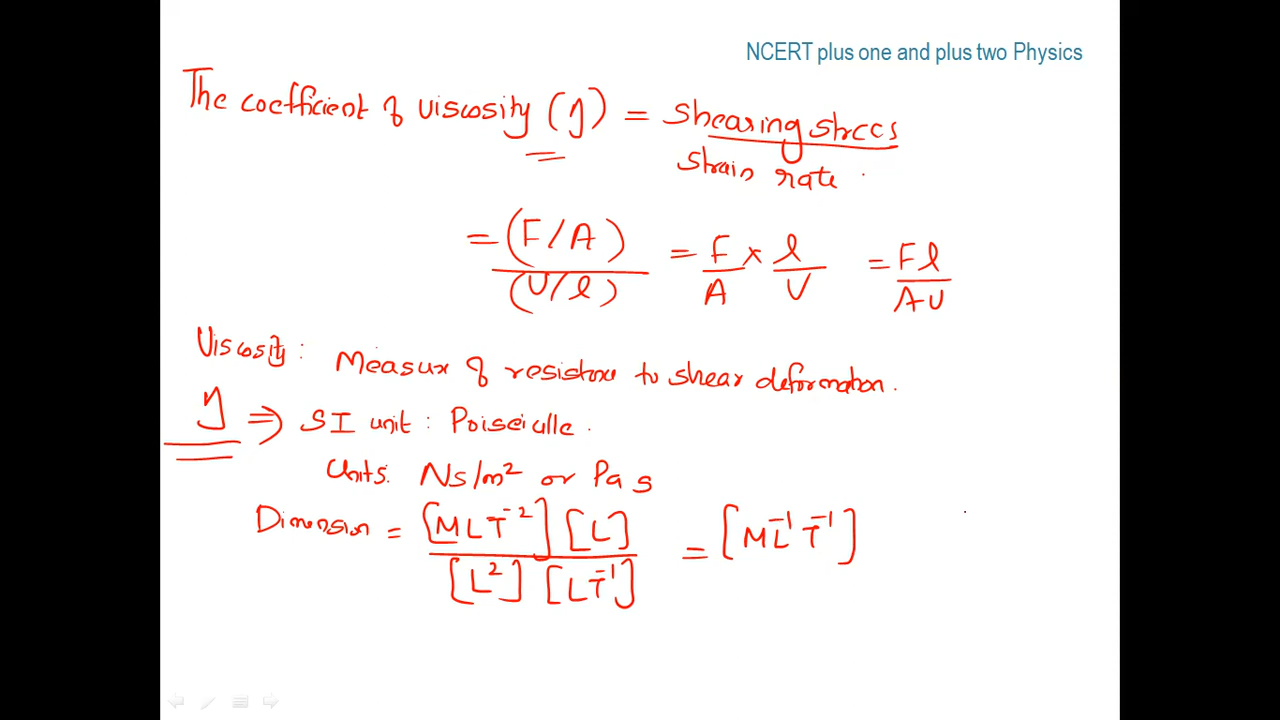 NCERT plus one and plus two Physics
The coefficient of viscosity (η) = Shearing stress / Strain rate
= (F/A) / (v/l) = F/A × l/v = Fl / Av
Viscosity : Measure of resistance to shear deformation.
η ⇒ SI unit : Poiseiulle.
Units: Ns/m² or Pa s
Dimension = [MLT⁻²] [L] / [L²] [LT⁻¹] = [ML⁻¹T⁻¹]